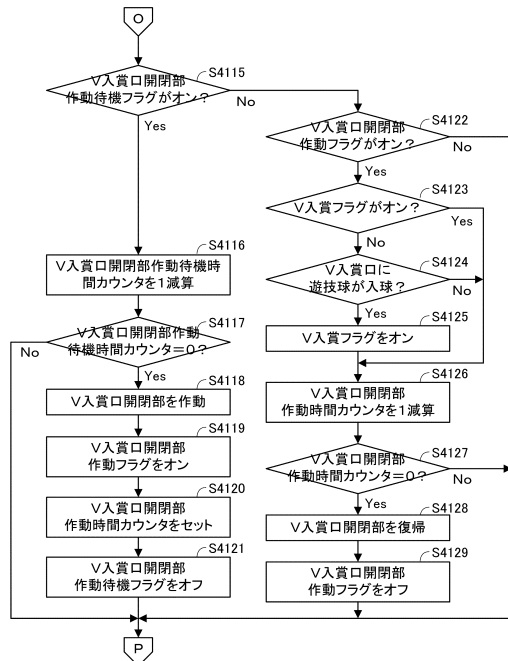 O
S4115
V入賞口開閉部
作動待機フラグがオン?
No
Yes
S4122
V入賞口開閉部
作動フラグがオン?
No
Yes
S4123
V入賞フラグがオン?
Yes
No
S4116
V入賞口開閉部作動待機時
間カウンタを1減算
S4124
V入賞口に
遊技球が入球?
No
Yes
S4117
V入賞口開閉部作動
待機時間カウンタ=0?
No
Yes
S4125
V入賞フラグをオン
S4118
V入賞口開閉部を作動
S4126
V入賞口開閉部
作動時間カウンタを1減算
S4119
V入賞口開閉部
作動フラグをオン
S4127
V入賞口開閉部
作動時間カウンター=0?
No
Yes
S4120
V入賞口開閉部
作動時間カウンタをセット
S4128
V入賞口開閉部を復帰
S4121
V入賞口開閉部
作動待機フラグをオフ
S4129
V入賞口開閉部
作動フラグをオフ
P